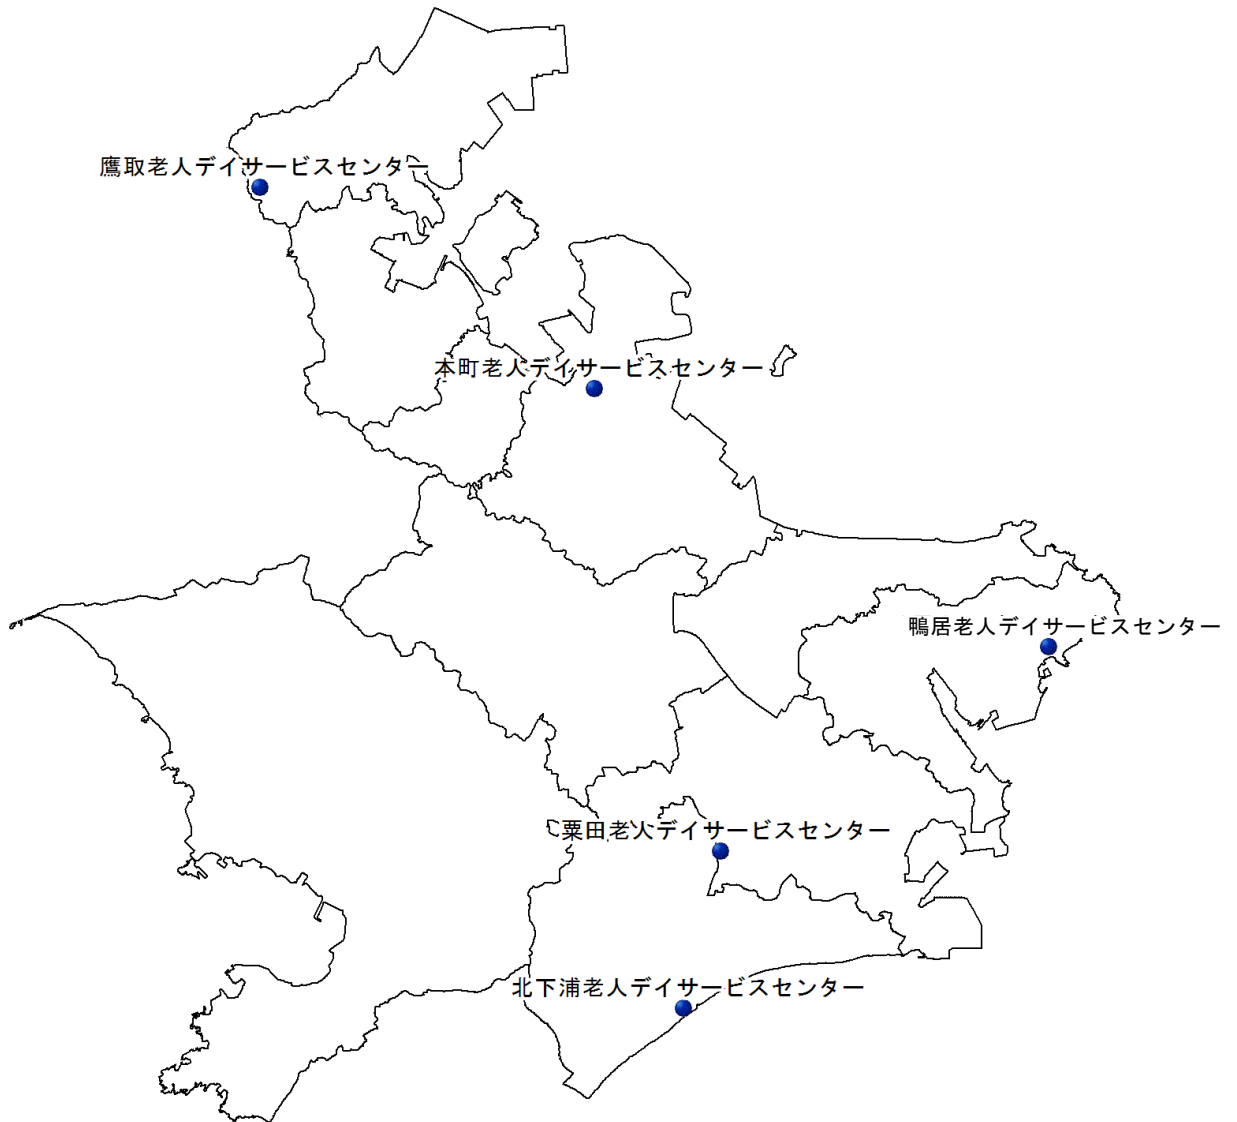 鷹取老人デイサービスセンター
本町老人デイサービスセンター
鴨居老人デイサービスセンター
粟田老人デイサービスセンター
北下浦老人デイサービスセンター